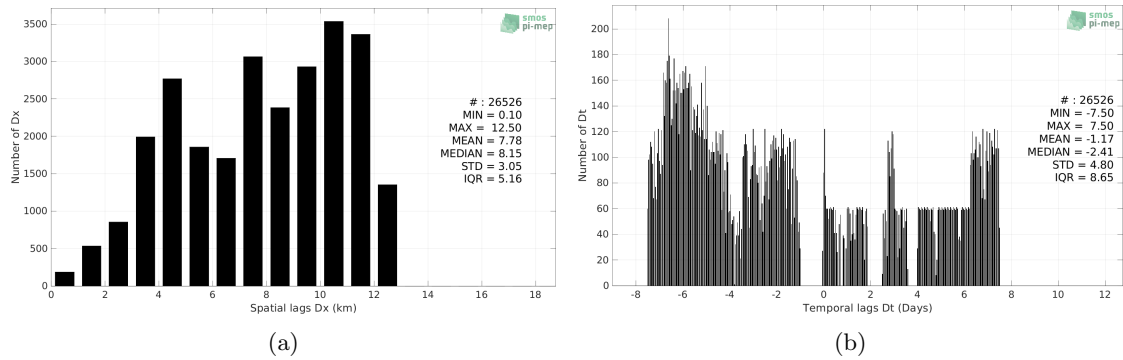 3500
3000
2500
2000
1500
1000
500
0
Number of Dx
0 2 4 6 8 10 12 14 16 18
Spatial lags Dx (km)
smos
pi-mep
# : 26526
MIN = 0.10
MAX = 12.50
MEAN = 7.78
MEDIAN = 8.15
STD = 3.05
IQR = 5.16
(a)
200
180
160
140
120
100
80
60
40
20
0
Number of Dt
-8 -6 -4 -2 0 2 4 6 8 10 12
Temporal lags Dt (Days)
smos
pi-mep
# : 26526
MIN = -7.50
MAX = 7.50
MEAN = -1.17
MEDIAN = -2.41
STD = 4.80
IQR = 8.65
(b)